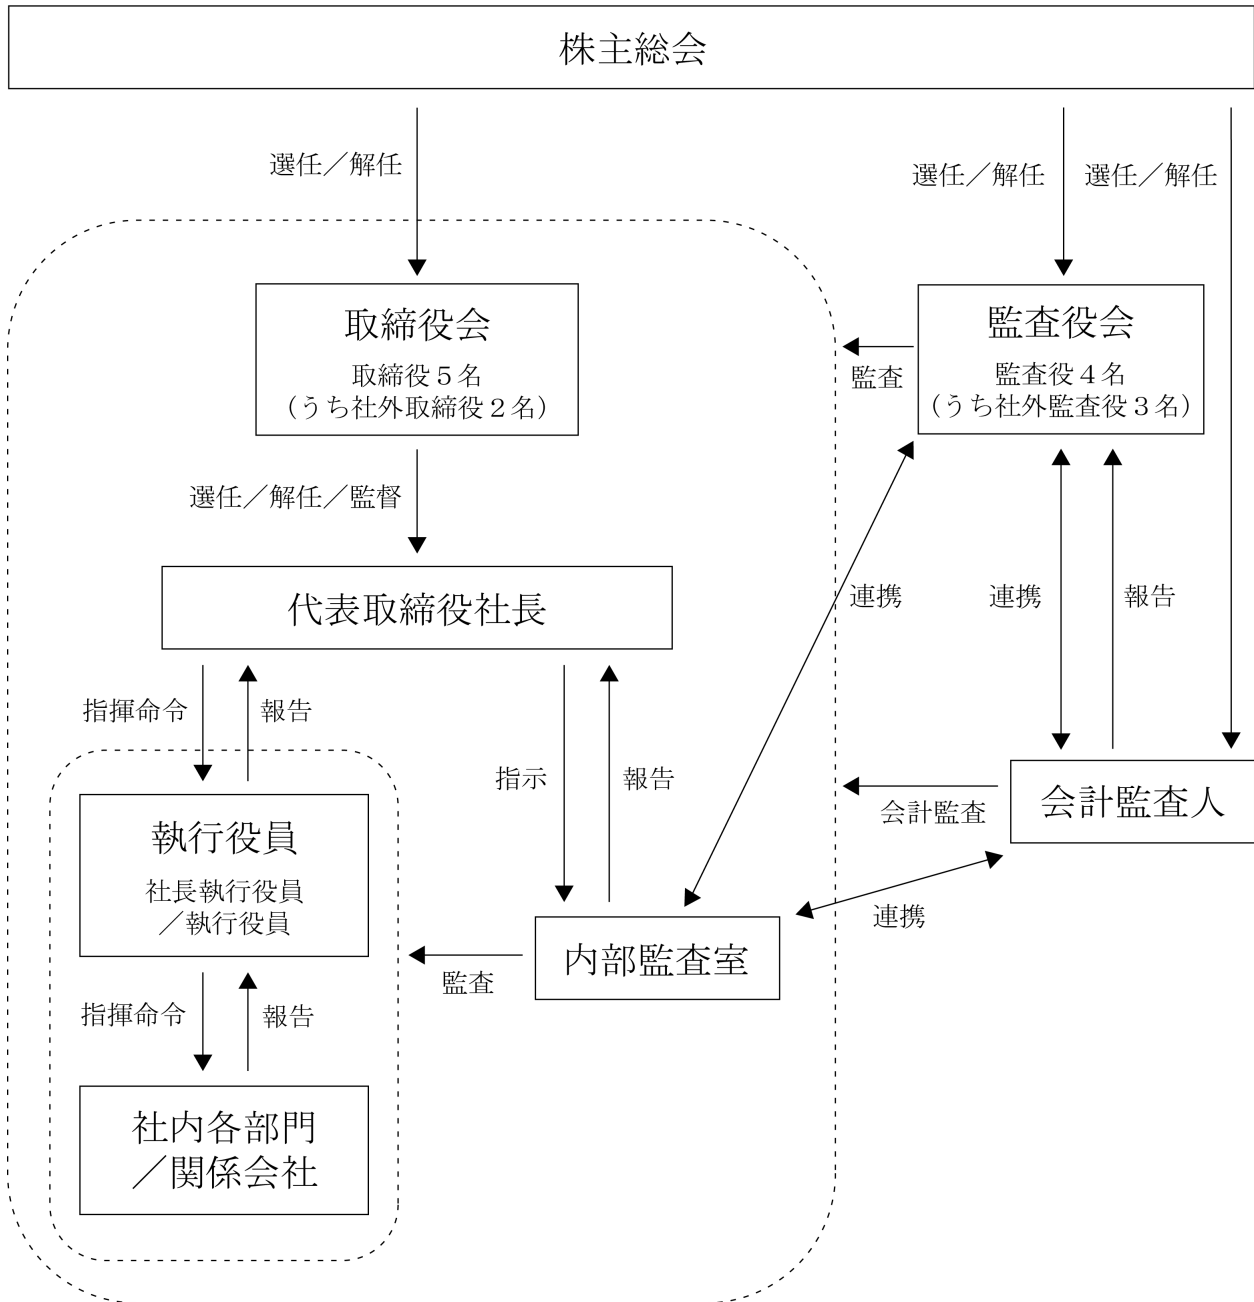 株主総会
選任／解任
選任／解任
選任／解任
取締役会
取締役５名
（うち社外取締役２名）
監査
監査役会
監査役４名
（うち社外監査役３名）
選任／解任／監督
代表取締役社長
連携
連携
報告
指揮命令
報告
指示
報告
会計監査
会計監査人
執行役員
社長執行役員
／執行役員
連携
監査
内部監査室
指揮命令
報告
社内各部門
／関係会社